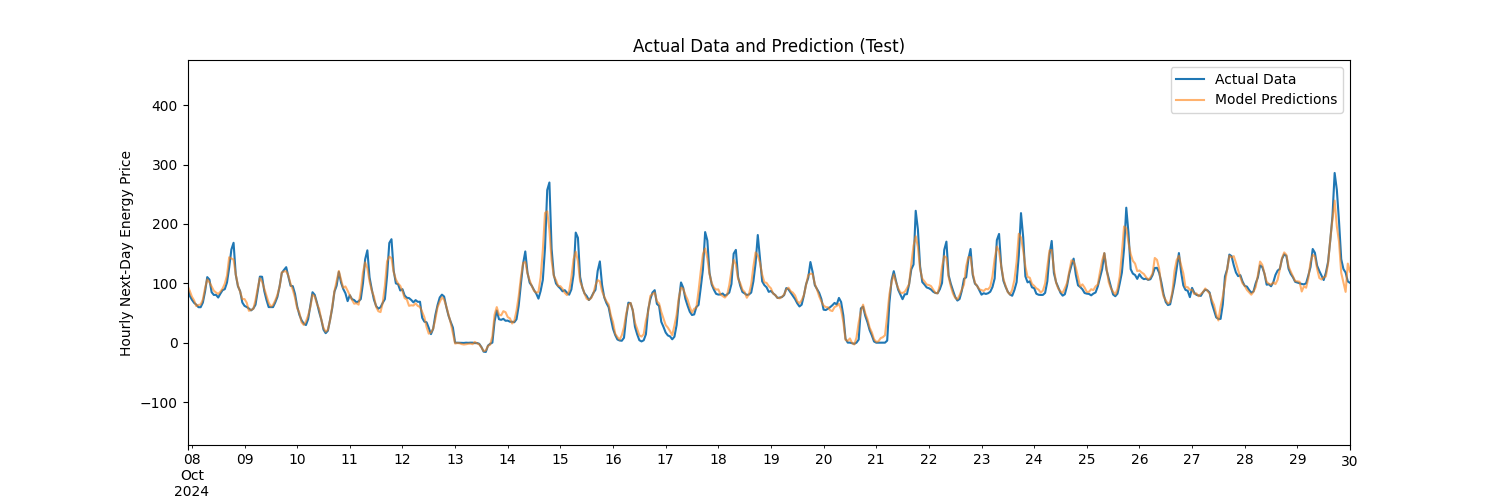 Actual Data and Prediction (Test)
Actual Data
Model Predictions
Hourly Next-Day Energy Price
400
300
200
100
0
−100
08 09 10 11 12 13 14 15 16 17 18 19 20 21 22 23 24 25 26 27 28 29 30
Oct
2024